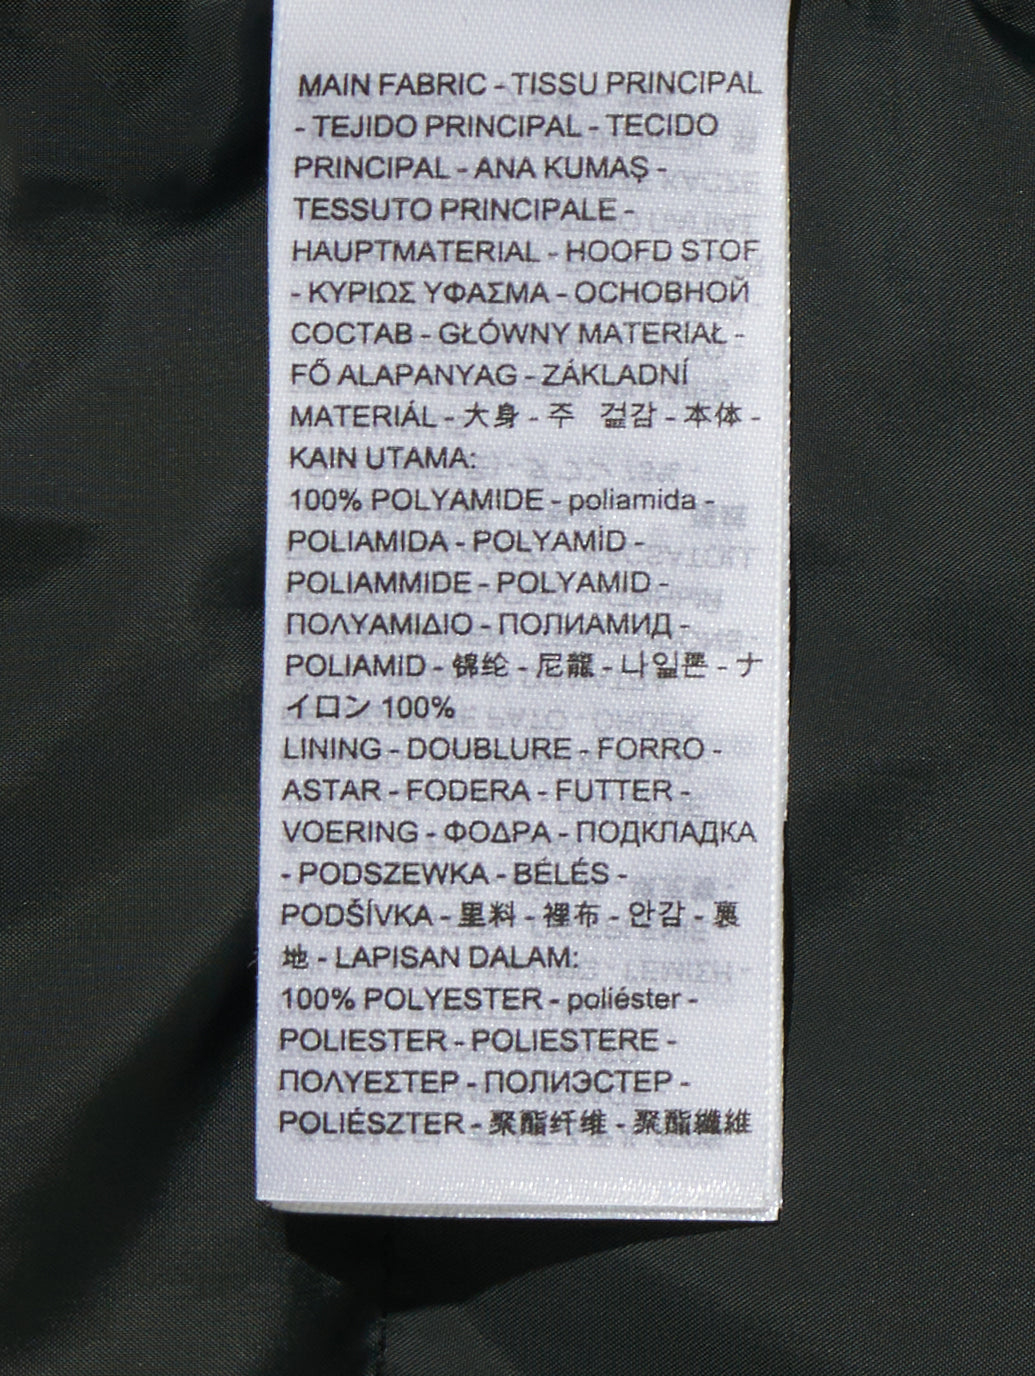 MAIN FABRIC - TISSU PRINCIPAL
- TEJIDO PRINCIPAL - TECIDO
PRINCIPAL - ANA KUMAŞ -
TESSUTO PRINCIPALE -
HAUPTMATERIAL - HOOFD STOF
- ΚΥΡΙΩΣ ΥΦΑΣΜΑ - ОСНОВНОЙ
СОСТАВ - GŁÓWNY MATERIAŁ -
FŐ ALAPANYAG - ZÁKLADNÍ
MATERIÁL - 大身 - 주 겉감 - 本体 -
KAIN UTAMA:
100% POLYAMIDE - poliamida -
POLIAMIDA - POLYAMİD -
POLIAMMIDE - POLYAMID -
ΠΟΛΥΑΜΙΔΙΟ - ПОЛИАМИД -
POLIAMID - 锦纶 - 尼龍 - 나일론 - ナ
イロン 100%
LINING - DOUBLURE - FORRO -
ASTAR - FODERA - FUTTER -
VOERING - ΦΟΔΡΑ - ПОДКЛАДКА
- PODSZEWKA - BÉLÉS -
PODŠÍVKA - 里料 - 裡布 - 안감 - 裏
地 - LAPISAN DALAM:
100% POLYESTER - poliéster -
POLIESTER - POLIESTERE -
ΠΟΛΥΕΣΤΕΡ - ПОЛИЭСТЕР -
POLIÉSZTER - 聚酯纤维 - 聚酯纖維